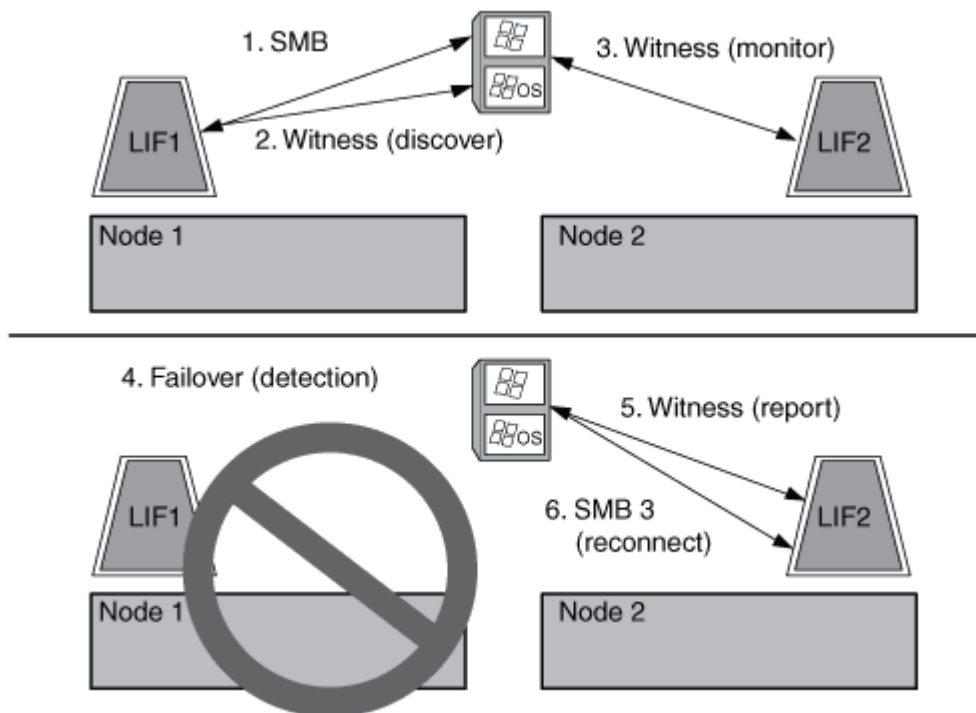 1. SMB
3. Witness (monitor)
OS
LIF1
2. Witness (discover)
LIF2
Node 1
Node 2
4. Failover (detection)
5. Witness (report)
OS
LIF1
6. SMB 3
(reconnect)
LIF2
Node 1
Node 2